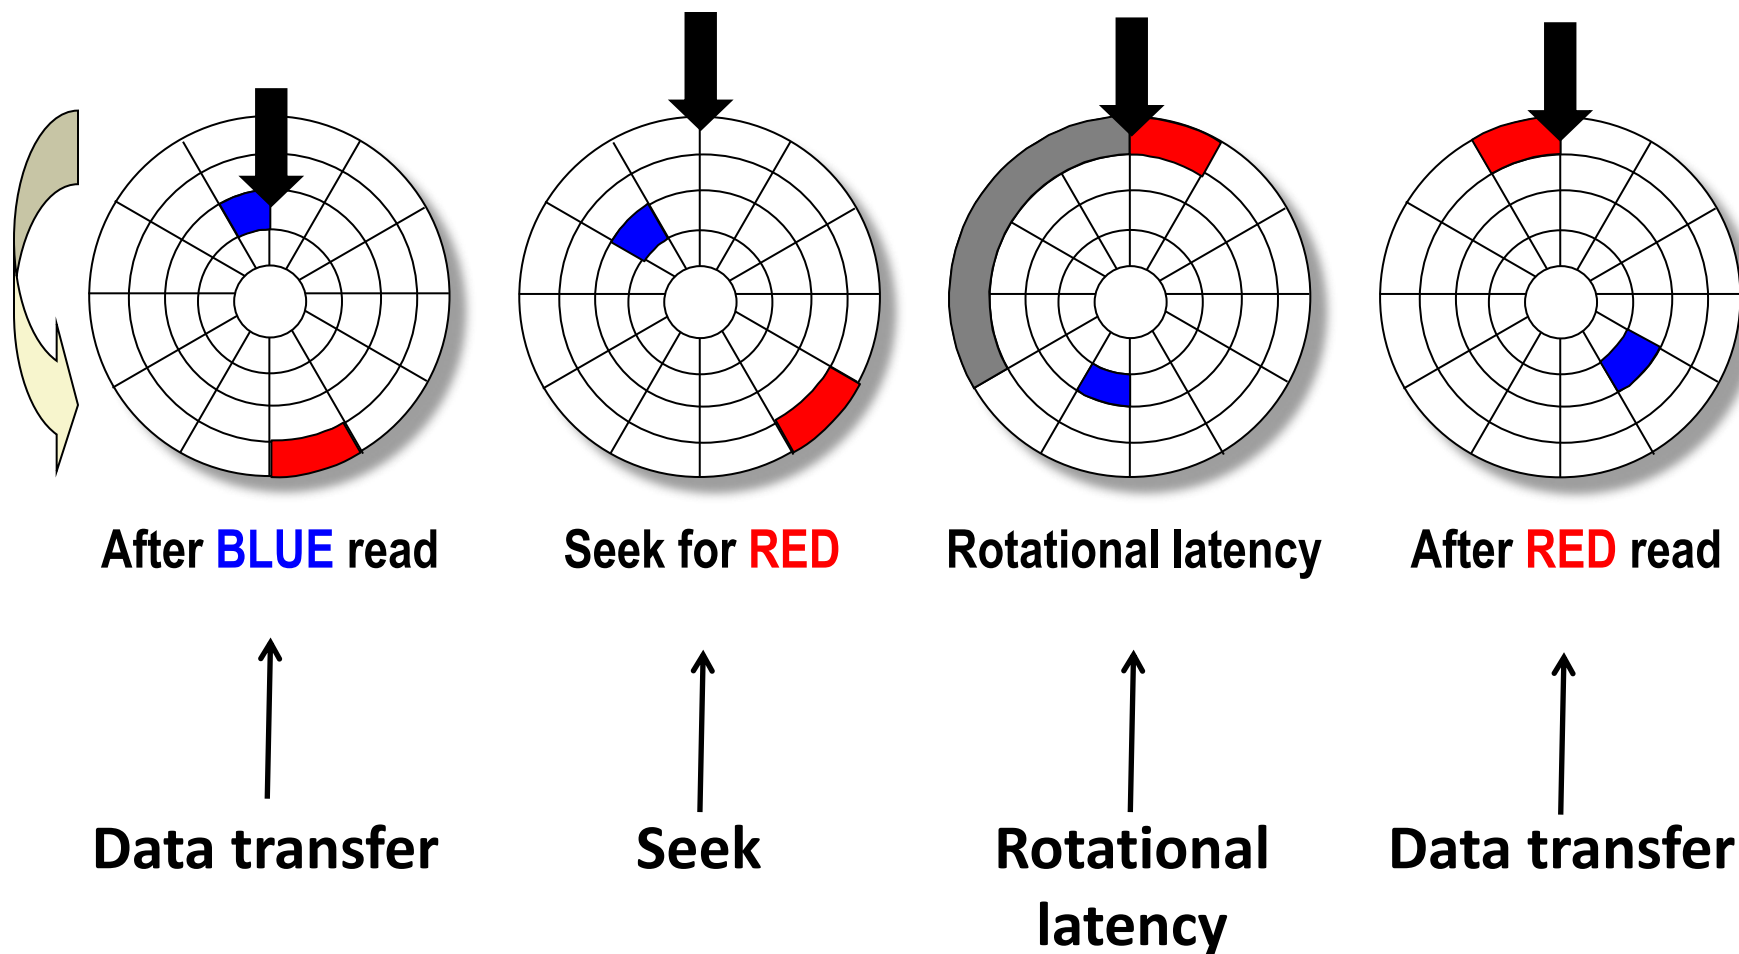 After BLUE read
Seek for RED
Rotational latency
After RED read
Data transfer
Seek
Rotational
latency
Data transfer